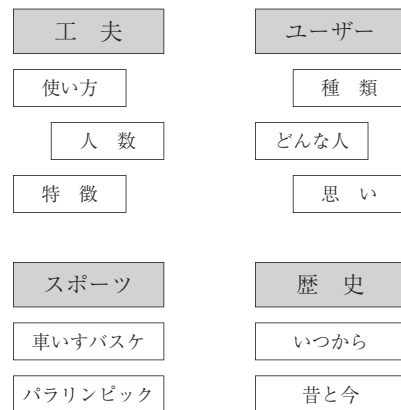 工　夫
使い方
人　数
特　徴
ユーザー
種　類
どんな人
思　い
スポーツ
車いすバスケ
パラリンピック
歴　史
いつから
昔と今